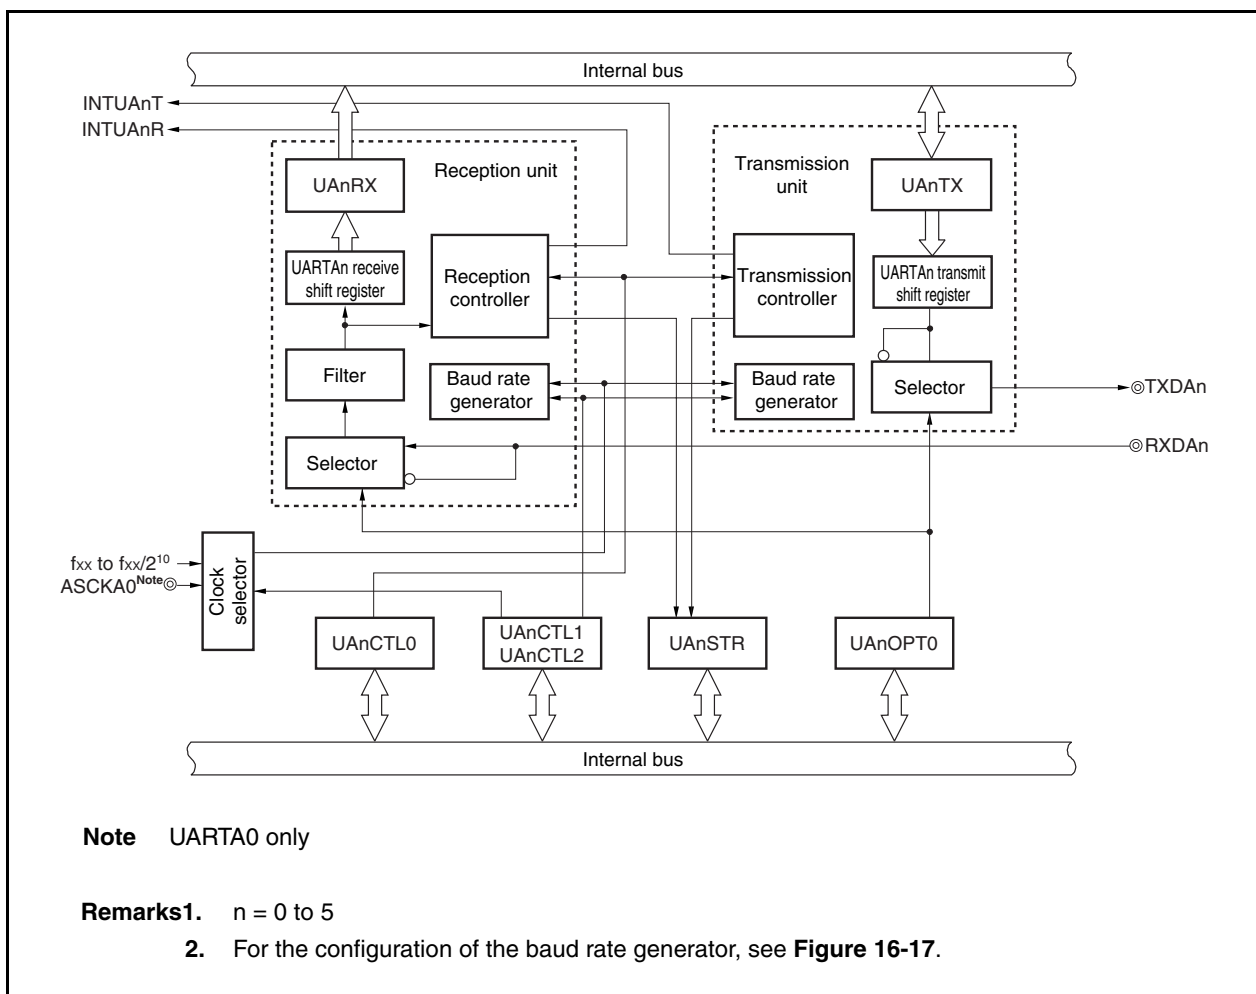 Internal bus
INTUAnT
INTUAnR
Reception unit
Transmission
unit
UAnRX
UAnTX
UARTAn receive
shift register
Reception
controller
Transmission
controller
UARTAn transmit
shift register
Filter
Baud rate
generator
Baud rate
generator
Selector
TXDAn
Selector
RXDAn
fxx to fxx/2¹⁰
ASCKA0Note
Clock
selector
UAnCTL0
UAnCTL1
UAnCTL2
UAnSTR
UAnOPT0
Internal bus
Note UARTA0 only
Remarks1. n = 0 to 5
2. For the configuration of the baud rate generator, see Figure 16-17.